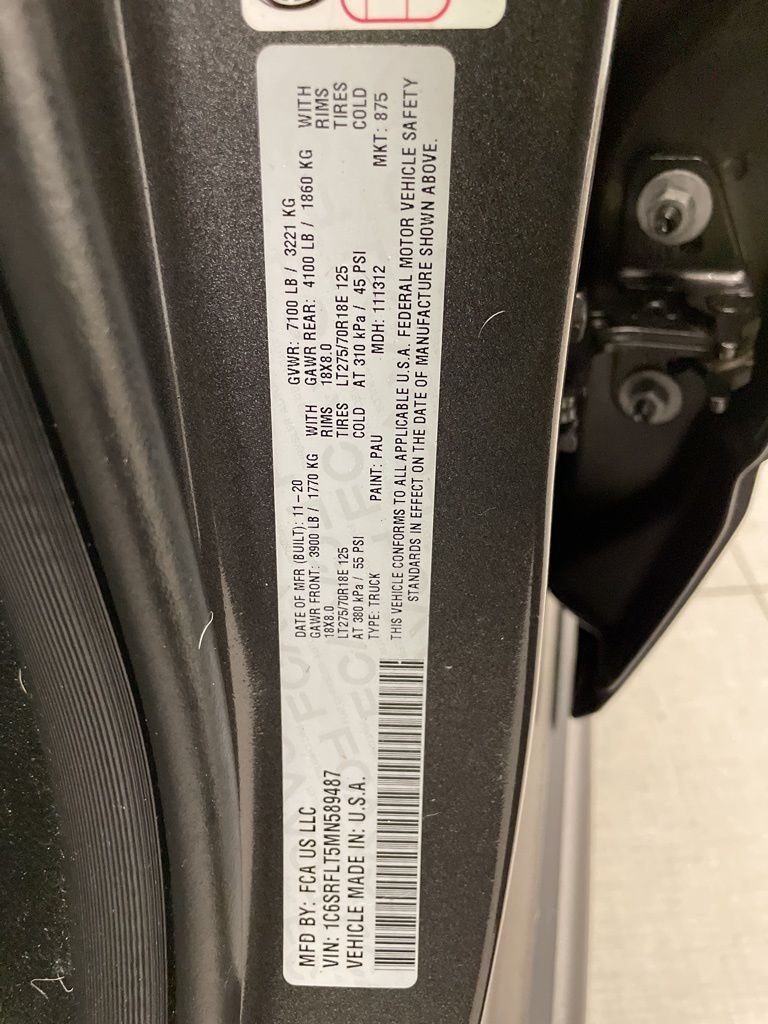 MFD BY: FCA US LLC
VIN: 1C6SRFLT5MN589487
VEHICLE MADE IN: U.S.A.
DATE OF MFR (BUILT): 11-20 GVWR: 7100 LB / 3221 KG
GAWR FRONT: 3900 LB / 1770 KG WITH GAWR REAR: 4100 LB / 1860 KG WITH
18X8.0 RIMS 18X8.0 RIMS
LT275/70R18E 125 TIRES LT275/70R18E 125 TIRES
AT 380 kPa / 55 PSI COLD AT 310 kPa / 45 PSI COLD
TYPE: TRUCK PAINT: PAU MDH: 111312 MKT: 875
THIS VEHICLE CONFORMS TO ALL APPLICABLE U.S.A. FEDERAL MOTOR VEHICLE SAFETY
STANDARDS IN EFFECT ON THE DATE OF MANUFACTURE SHOWN ABOVE.